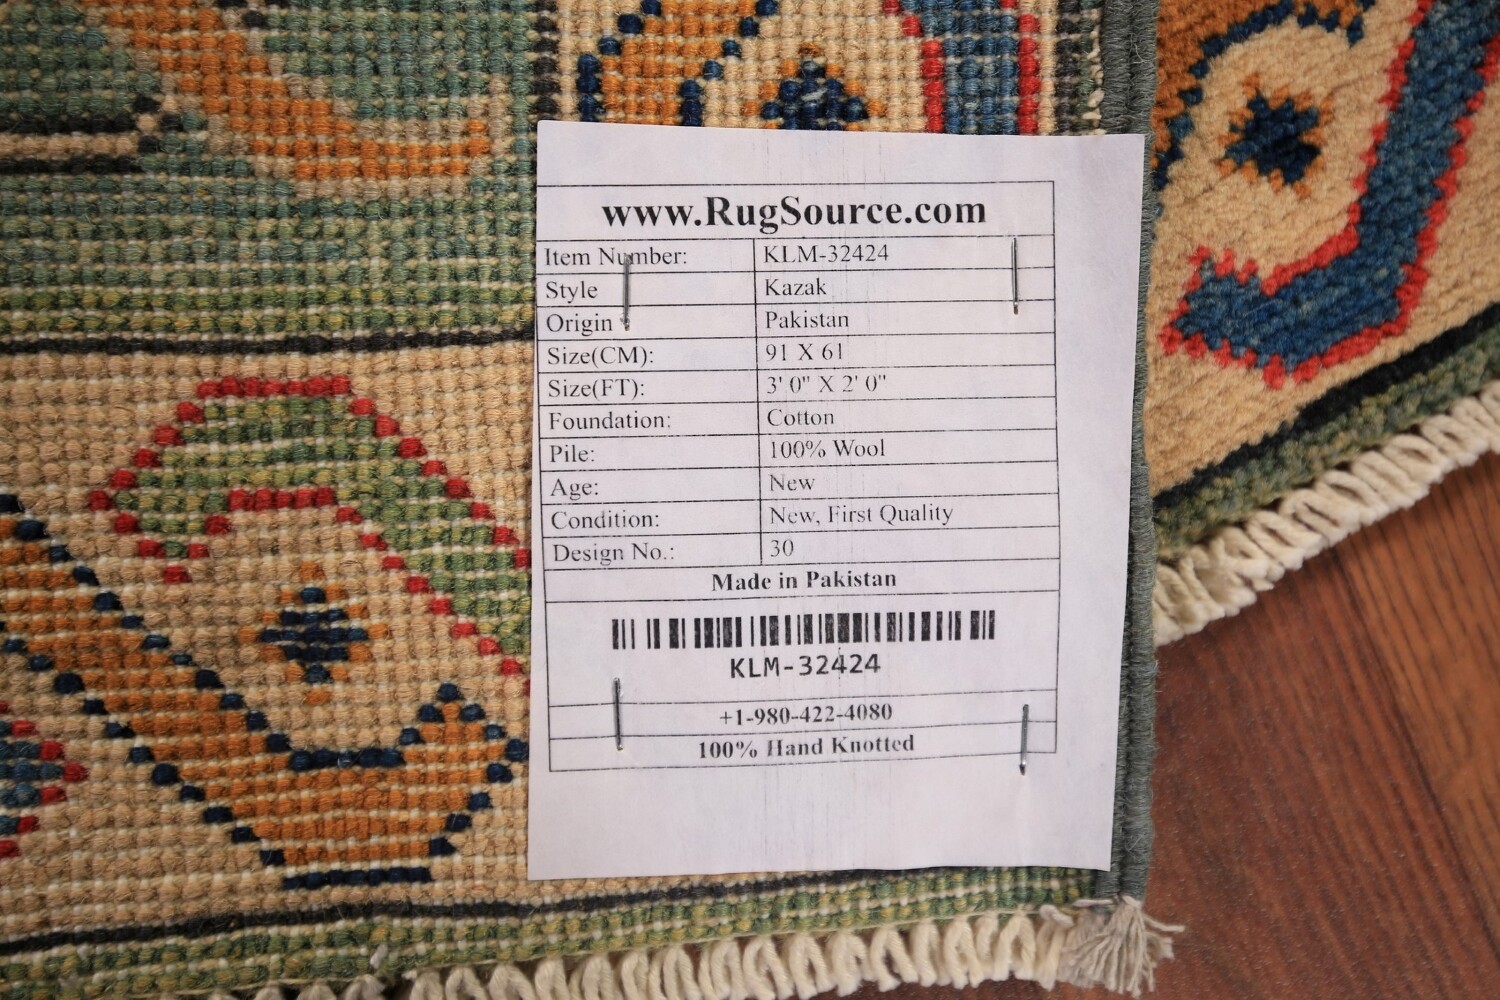 www.RugSource.com
Item Number: KLM-32424
Style Kazak
Origin Pakistan
Size(CM): 91 X 61
Size(FT): 3' 0" X 2' 0"
Foundation: Cotton
Pile: 100% Wool
Age: New
Condition: New, First Quality
Design No.: 30
Made in Pakistan
KLM-32424
+1-980-422-4080
100% Hand Knotted